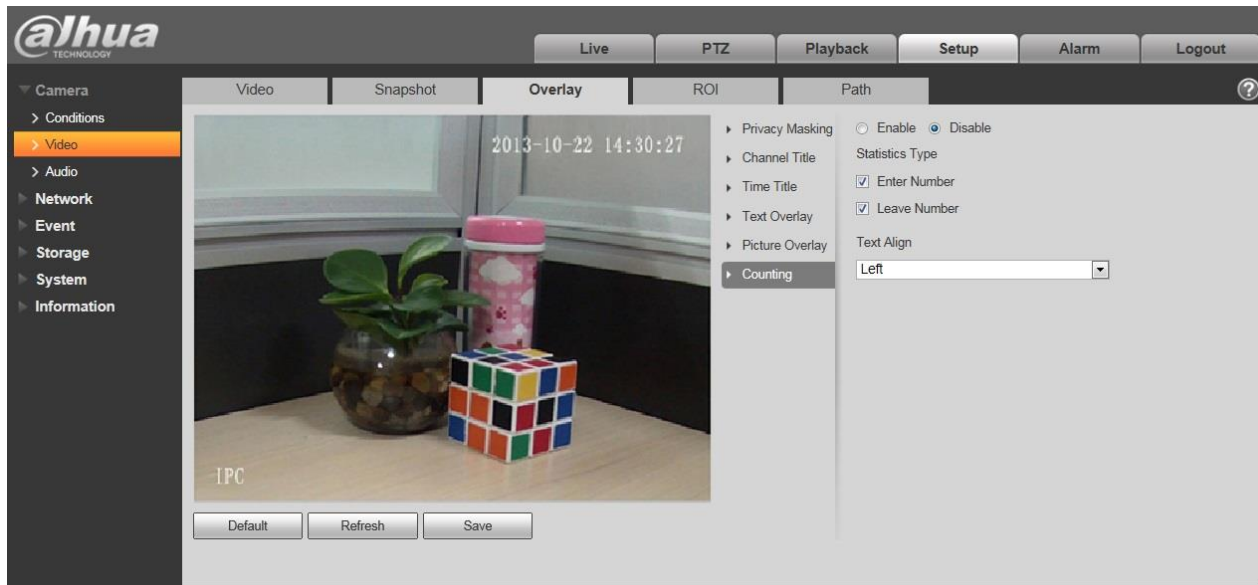 alhua
TECHNOLOGY
Live
PTZ
Playback
Setup
Alarm
Logout
Camera
Conditions
Video
Audio
Network
Event
Storage
System
Information
Video
Snapshot
Overlay
ROI
Path
?
2013-10-22 14:30:27
IPC
Privacy Masking
Channel Title
Time Title
Text Overlay
Picture Overlay
Counting
Enable Disable
Statistics Type
Enter Number
Leave Number
Text Align
Left
Default
Refresh
Save